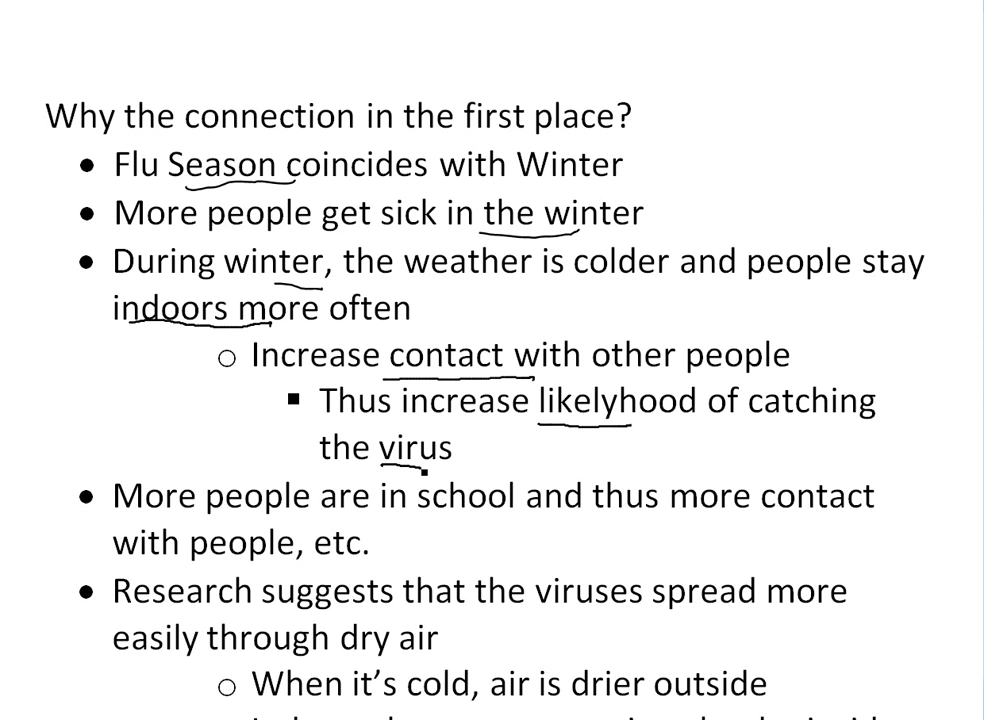 Why the connection in the first place?
• Flu Season coincides with Winter
• More people get sick in the winter
• During winter, the weather is colder and people stay
indoors more often
○ Increase contact with other people
▪ Thus increase likelyhood of catching
the virus
• More people are in school and thus more contact
with people, etc.
• Research suggests that the viruses spread more
easily through dry air
○ When it’s cold, air is drier outside